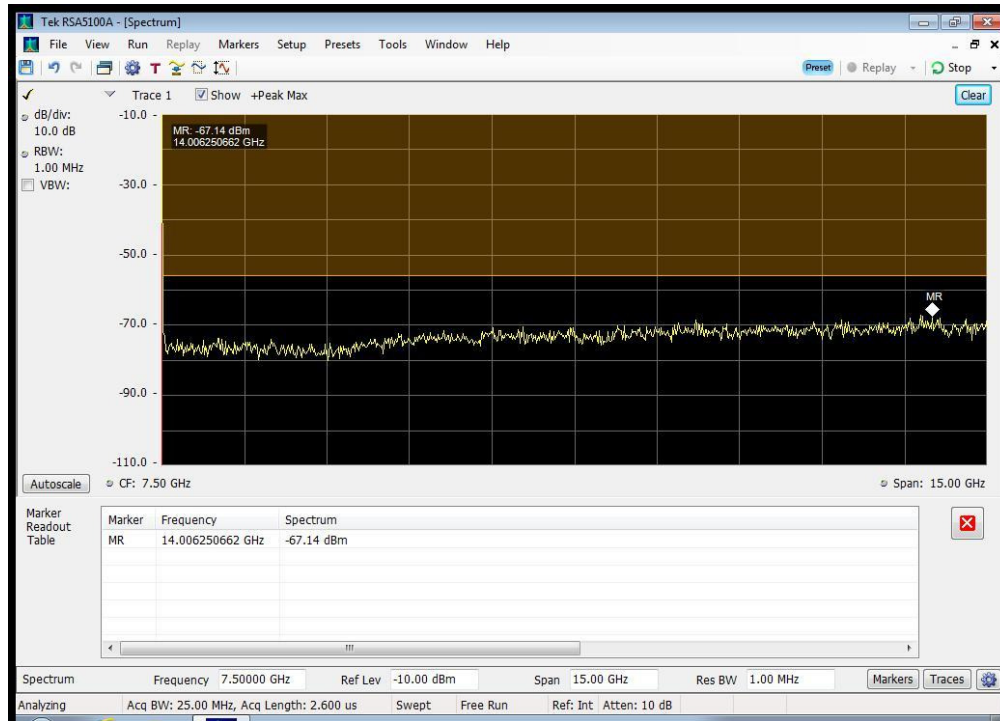 Tek RSA5100A - [Spectrum]
File View Run Replay Markers Setup Presets Tools Window Help
T Preset Replay Stop
Trace 1 Show +Peak Max Clear
dB/div:
10.0 dB
RBW:
1.00 MHz
VBW:
-10.0
-30.0
-50.0
-70.0
-90.0
-110.0
MR: -67.14 dBm
14.006250662 GHz
MR
Autoscale CF: 7.50 GHz Span: 15.00 GHz
Marker
Readout
Table
Marker Frequency Spectrum
MR 14.006250662 GHz -67.14 dBm
Spectrum Frequency 7.50000 GHz Ref Lev -10.00 dBm Span 15.00 GHz Res BW 1.00 MHz Markers Traces
Analyzing Acq BW: 25.00 MHz, Acq Length: 2.600 us Swept Free Run Ref: Int Atten: 10 dB